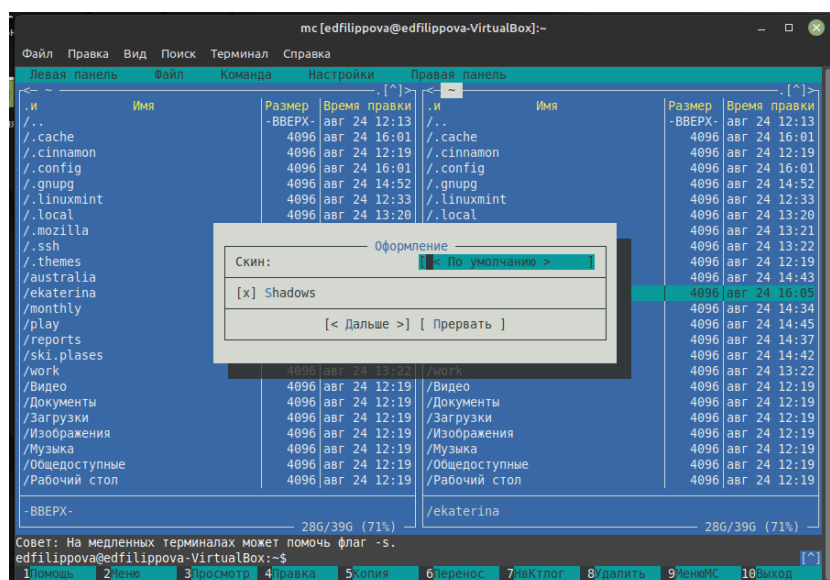 mc [edfilippova@edfilippova-VirtualBox]:~
Файл Правка Вид Поиск Терминал Справка
Левая панель Файл Команда Настройки Правая панель
<- ~ .[^]> <- ~ .[^]>
.и Имя Размер Время правки .и Имя Размер Время правки
/.. -ВВЕРХ- авг 24 12:13 /.. -ВВЕРХ- авг 24 12:13
/.cache 4096 авг 24 16:01 /.cache 4096 авг 24 16:01
/.cinnamon 4096 авг 24 12:19 /.cinnamon 4096 авг 24 12:19
/.config 4096 авг 24 16:01 /.config 4096 авг 24 16:01
/.gnupg 4096 авг 24 14:52 /.gnupg 4096 авг 24 14:52
/.linuxmint 4096 авг 24 12:33 /.linuxmint 4096 авг 24 12:33
/.local 4096 авг 24 13:20 /.local 4096 авг 24 13:20
/.mozilla 4096 авг 24 13:21
/.ssh Оформление 4096 авг 24 13:22
/.themes Скин: [ < По умолчанию > ] 4096 авг 24 12:19
/australia 4096 авг 24 14:43
/ekaterina [x] Shadows 4096 авг 24 16:05
/monthly 4096 авг 24 14:34
/play [< Дальше >] [ Прервать ] 4096 авг 24 14:45
/reports 4096 авг 24 14:37
/ski.plases 4096 авг 24 14:42
/work 4096 авг 24 13:22 /work 4096 авг 24 13:22
/Видео 4096 авг 24 12:19 /Видео 4096 авг 24 12:19
/Документы 4096 авг 24 12:19 /Документы 4096 авг 24 12:19
/Загрузки 4096 авг 24 12:19 /Загрузки 4096 авг 24 12:19
/Изображения 4096 авг 24 12:19 /Изображения 4096 авг 24 12:19
/Музыка 4096 авг 24 12:19 /Музыка 4096 авг 24 12:19
/Общедоступные 4096 авг 24 12:19 /Общедоступные 4096 авг 24 12:19
/Рабочий стол 4096 авг 24 12:19 /Рабочий стол 4096 авг 24 12:19
-ВВЕРХ- /ekaterina
28G/39G (71%) 28G/39G (71%)
Совет: На медленных терминалах может помочь флаг -s.
edfilippova@edfilippova-VirtualBox:~$ [^]
1Помощь 2Меню 3Просмотр 4Правка 5Копия 6Перенос 7НвКтлог 8Удалить 9МенюMC 10Выход